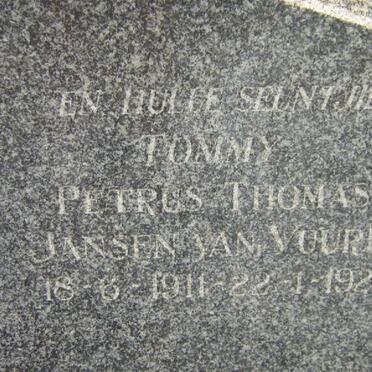 EN HULLE SEUNTJIE
TOMMY
PETRUS THOMAS
JANSEN VAN VUUR
18-6-1911-22-1-192